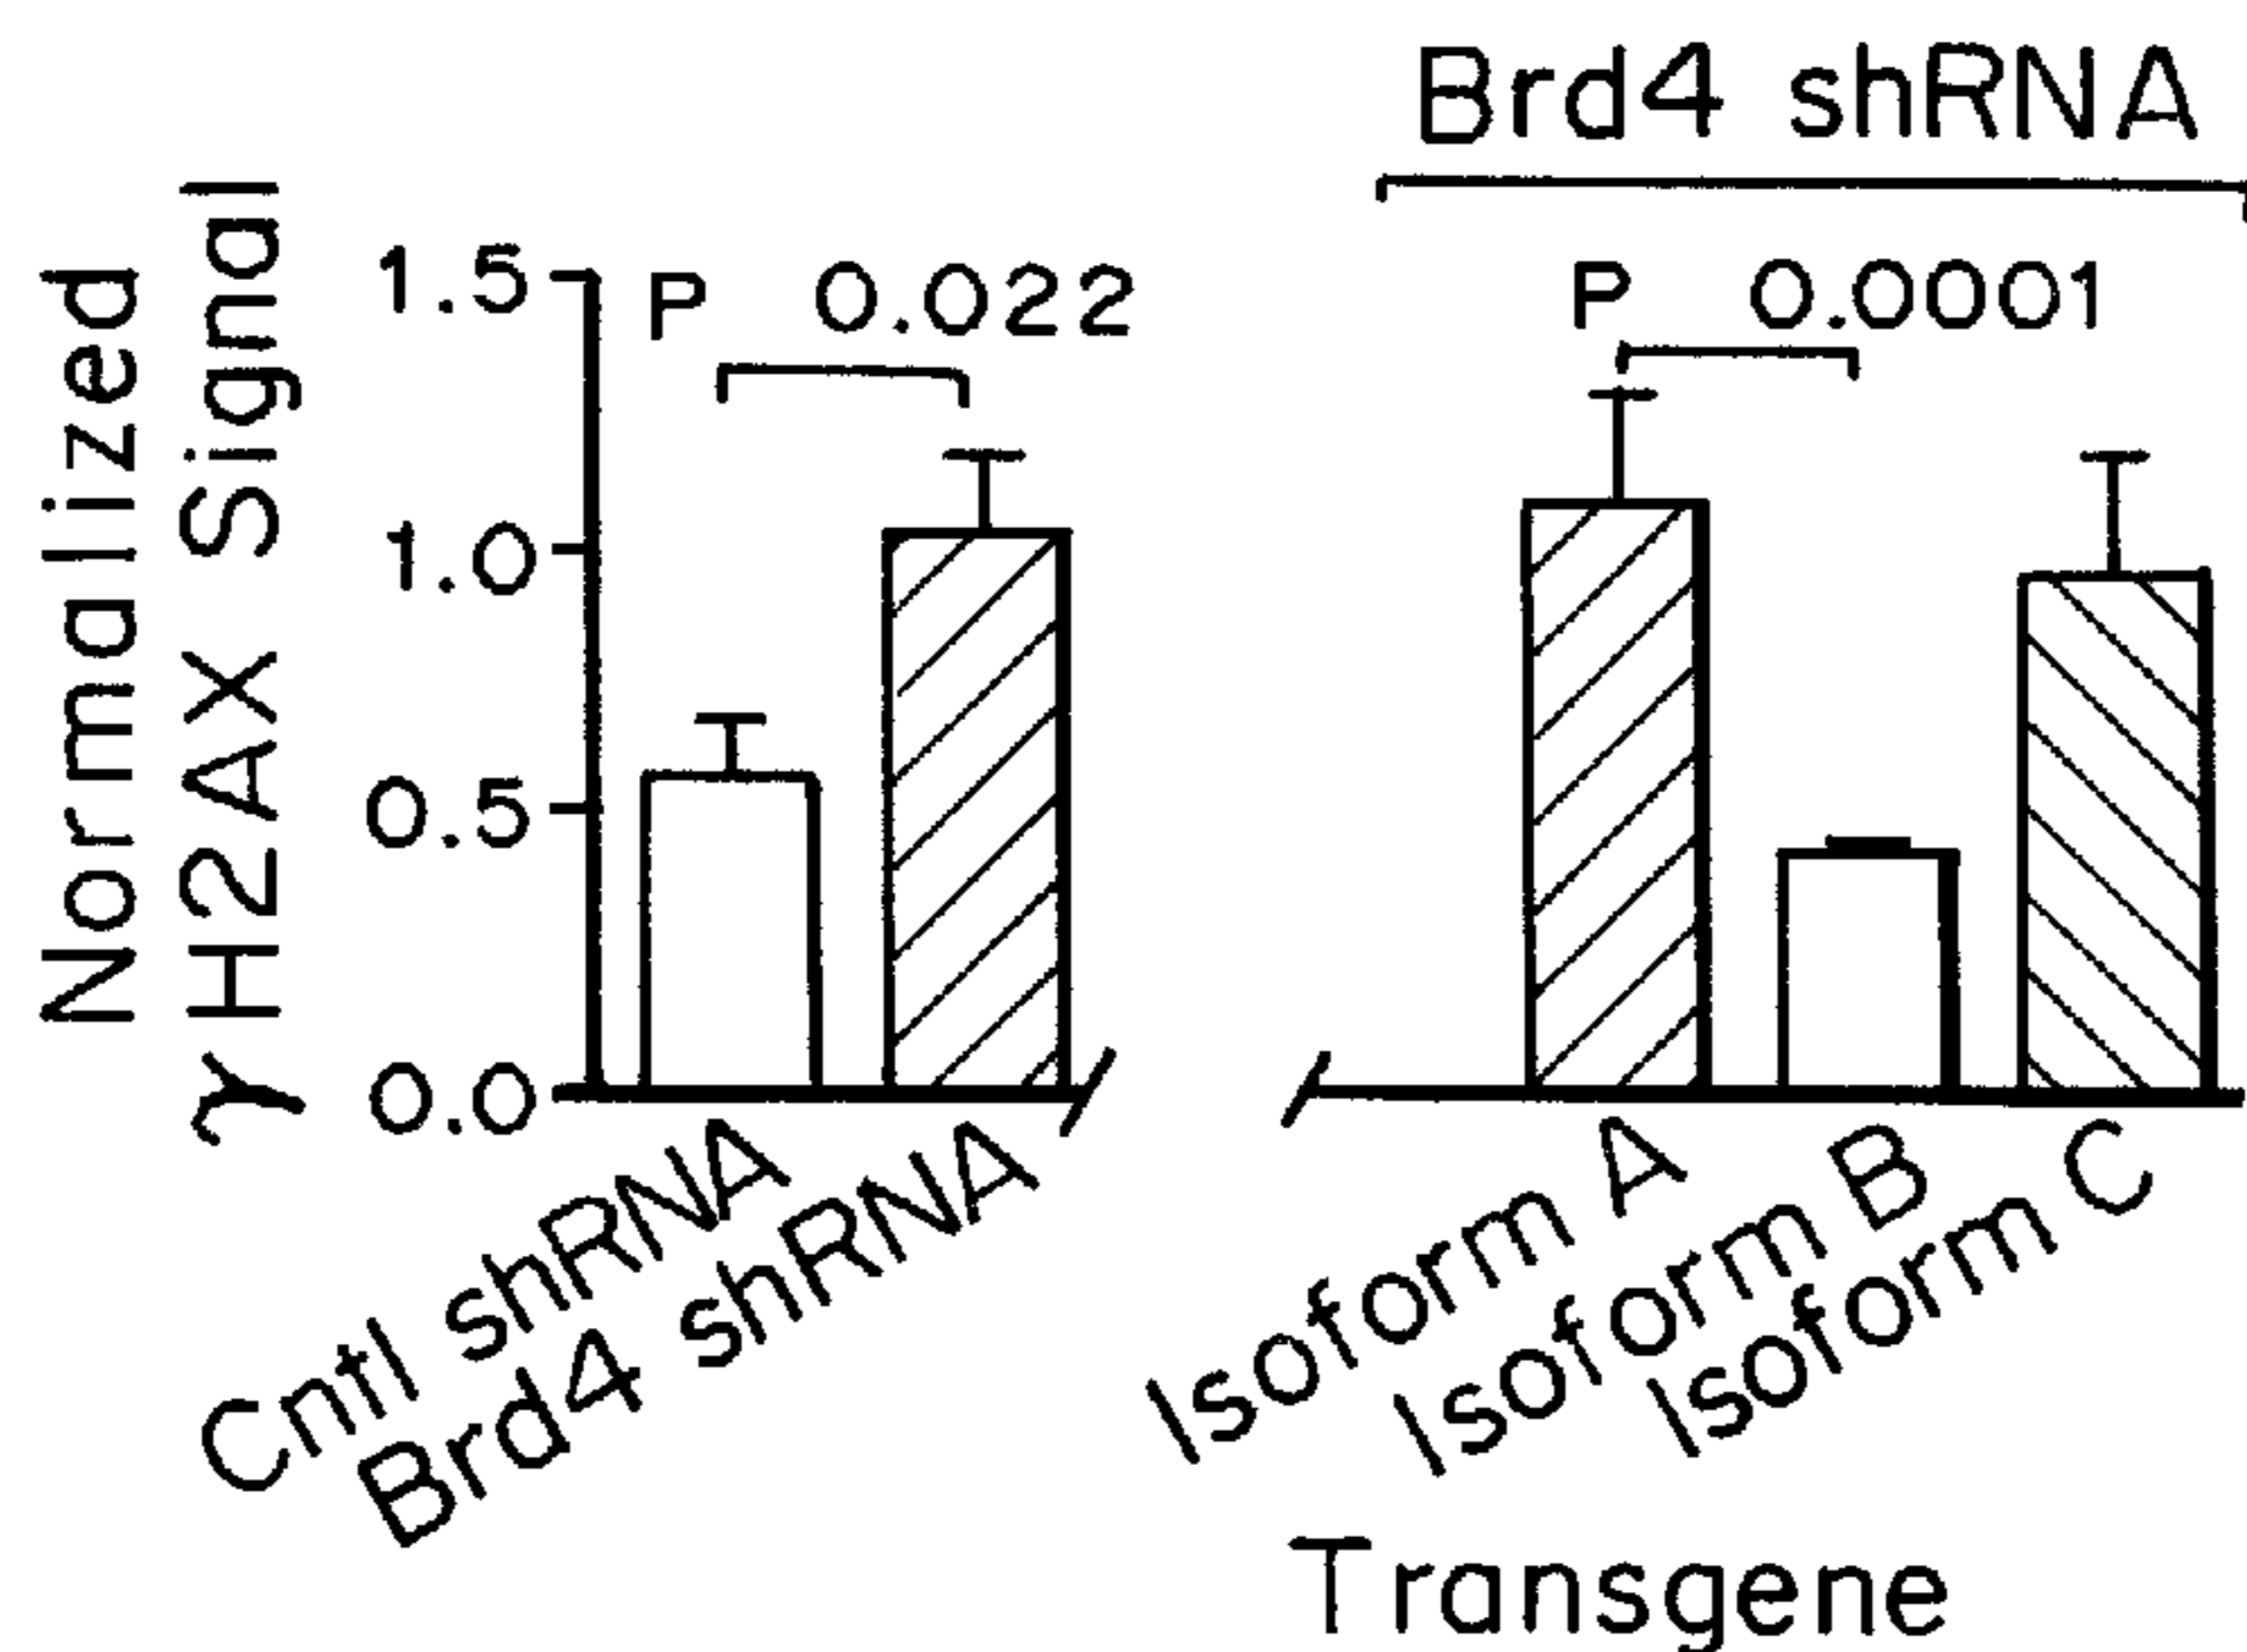 Brd4 shRNA
Normalized
γ H2AX Signal
1.5
1.0
0.5
0.0
P 0.022
P 0.0001
Cntl shRNA
Brd4 shRNA
Isoform A
Isoform B
Isoform C
Transgene